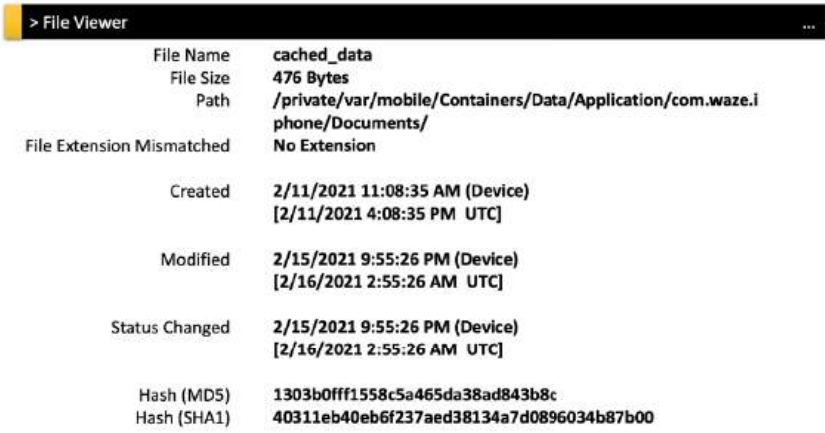 > File Viewer ...
File Name cached_data
File Size 476 Bytes
Path /private/var/mobile/Containers/Data/Application/com.waze.i
phone/Documents/
File Extension Mismatched No Extension
Created 2/11/2021 11:08:35 AM (Device)
[2/11/2021 4:08:35 PM UTC]
Modified 2/15/2021 9:55:26 PM (Device)
[2/16/2021 2:55:26 AM UTC]
Status Changed 2/15/2021 9:55:26 PM (Device)
[2/16/2021 2:55:26 AM UTC]
Hash (MD5) 1303b0fff1558c5a465da38ad843b8c
Hash (SHA1) 40311eb40eb6f237aed38134a7d0896034b87b00